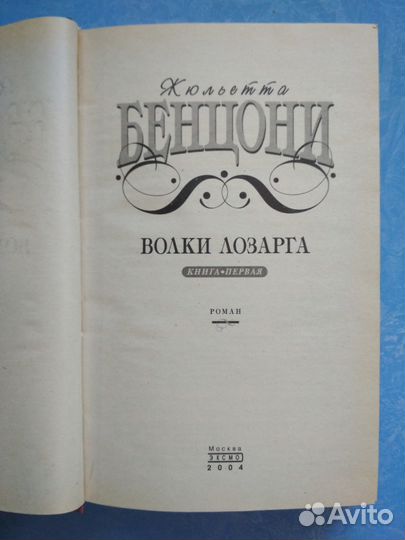 Жюльетта
БЕНЦОНИ
ВОЛКИ ЛОЗАРГА
КНИГА•ПЕРВАЯ
РОМАН
Москва
ЭКСМО
2004
Avito